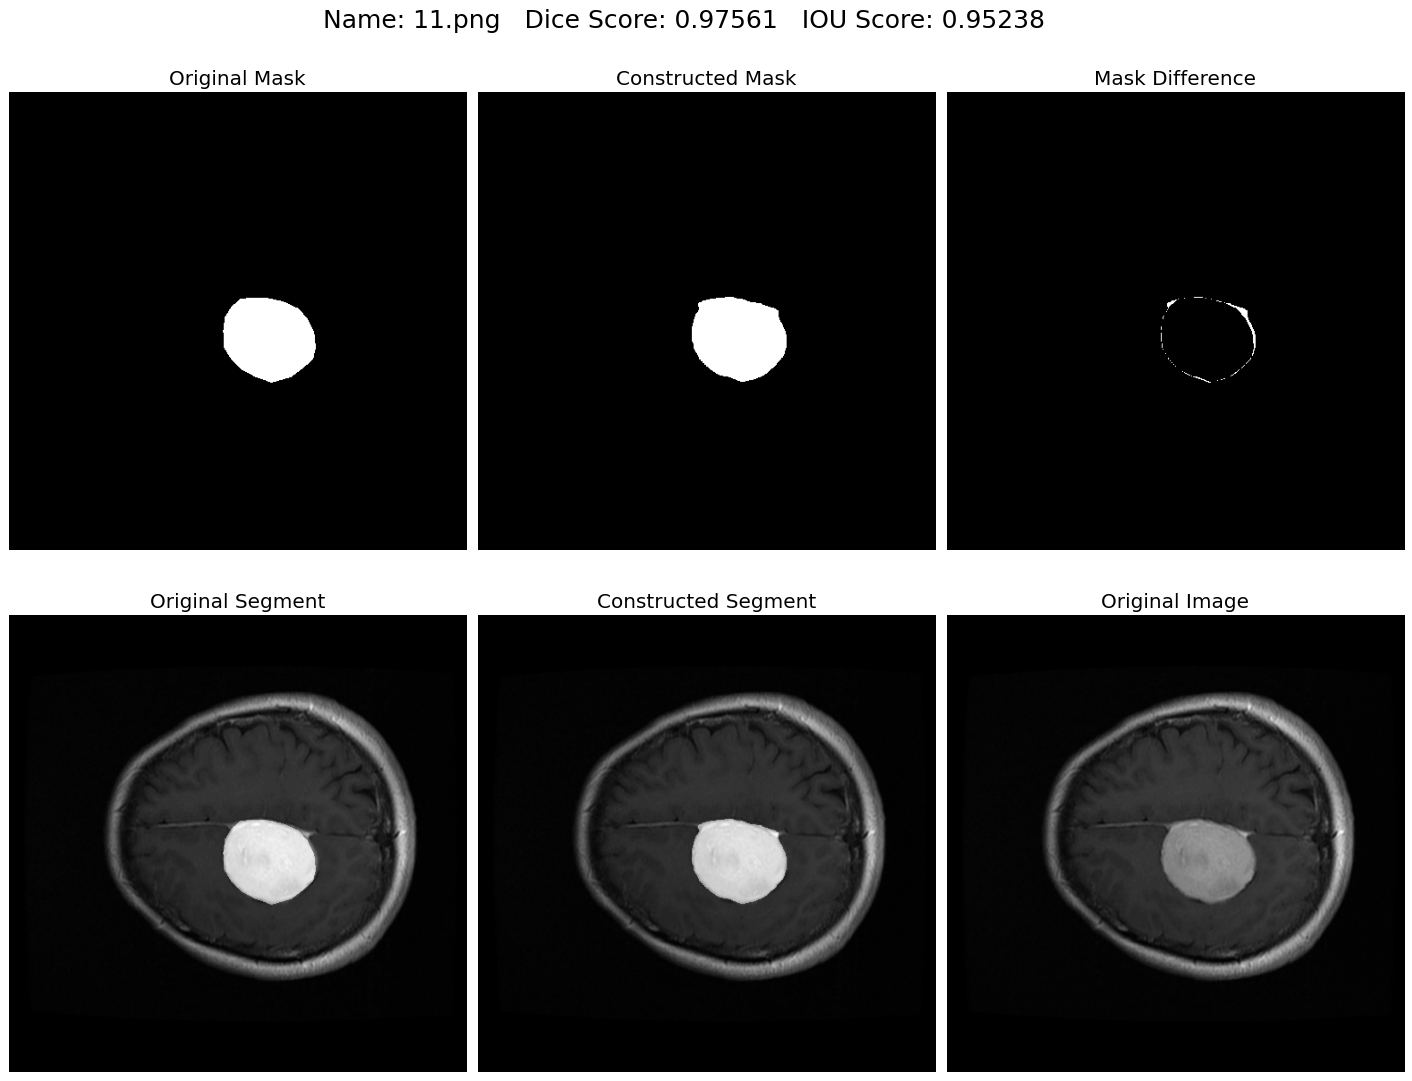 Name: 11.png   Dice Score: 0.97561   IOU Score: 0.95238
Original Mask
Constructed Mask
Mask Difference
Original Segment
Constructed Segment
Original Image